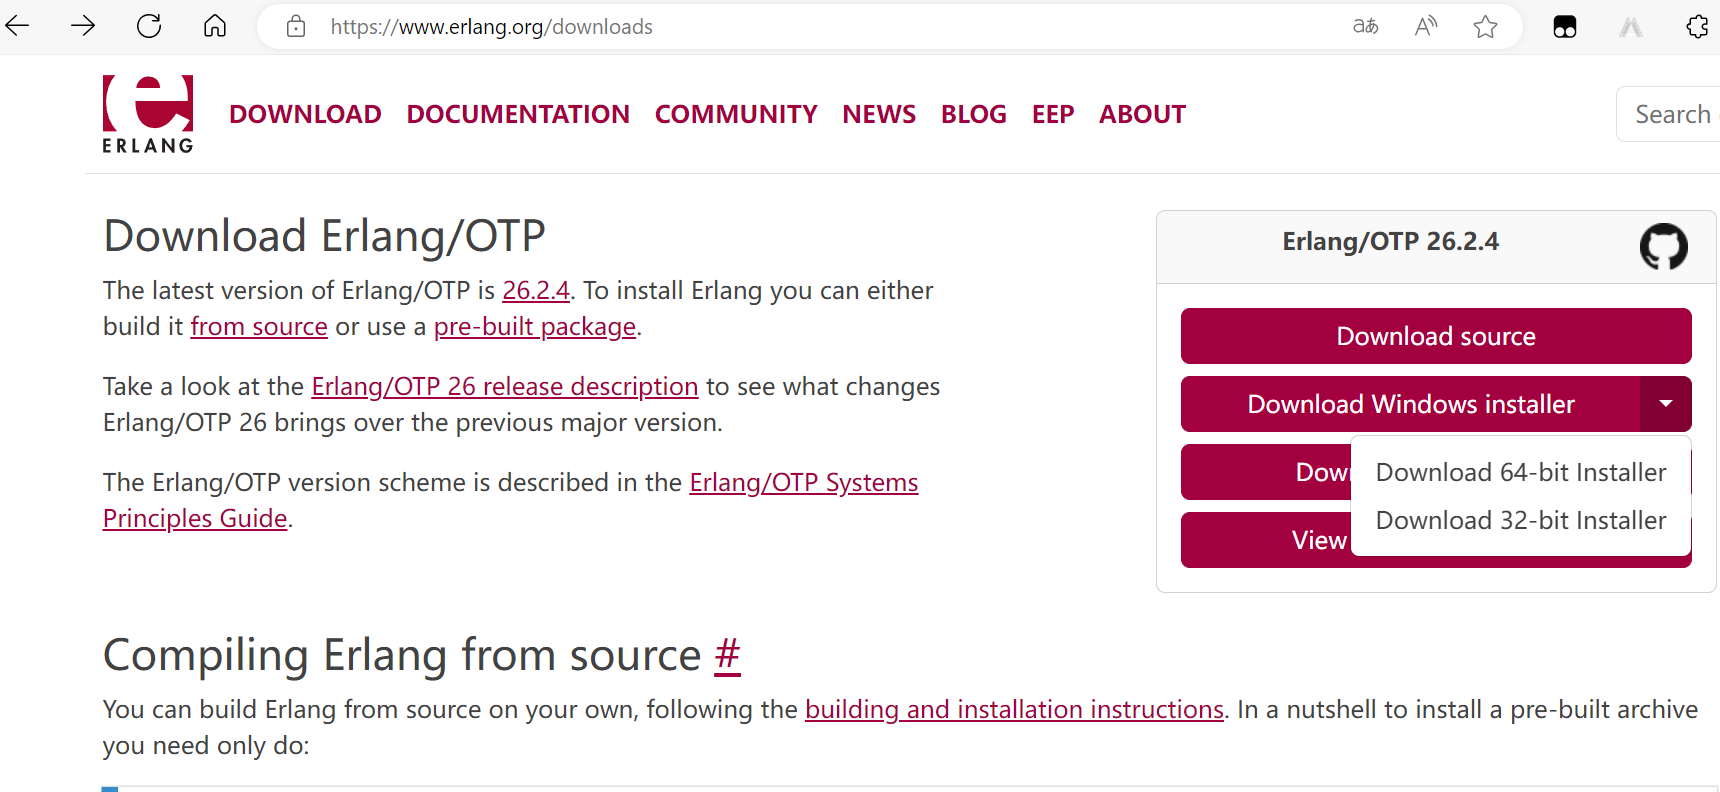 https://www.erlang.org/downloads
ERLANG
DOWNLOAD DOCUMENTATION COMMUNITY NEWS BLOG EEP ABOUT
Search
Download Erlang/OTP
The latest version of Erlang/OTP is 26.2.4. To install Erlang you can either
build it from source or use a pre-built package.
Take a look at the Erlang/OTP 26 release description to see what changes
Erlang/OTP 26 brings over the previous major version.
The Erlang/OTP version scheme is described in the Erlang/OTP Systems
Principles Guide.
Erlang/OTP 26.2.4
Download source
Download Windows installer
Download 64-bit Installer
Download 32-bit Installer
View
Compiling Erlang from source #
You can build Erlang from source on your own, following the building and installation instructions. In a nutshell to install a pre-built archive
you need only do: